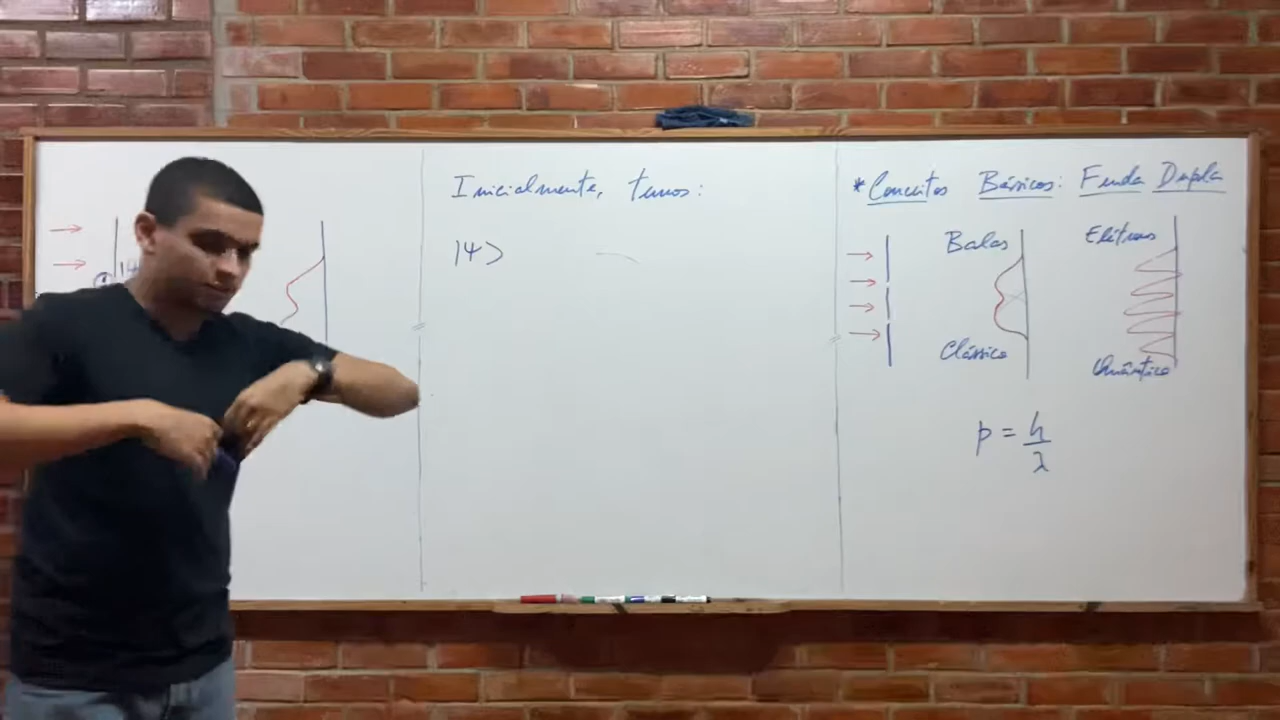 Inicialmente, temos:
|ψ>
* Conceitos Básicos: Fenda Dupla
Balas
Elétrons
Clássico
Quântico
p = h/λ